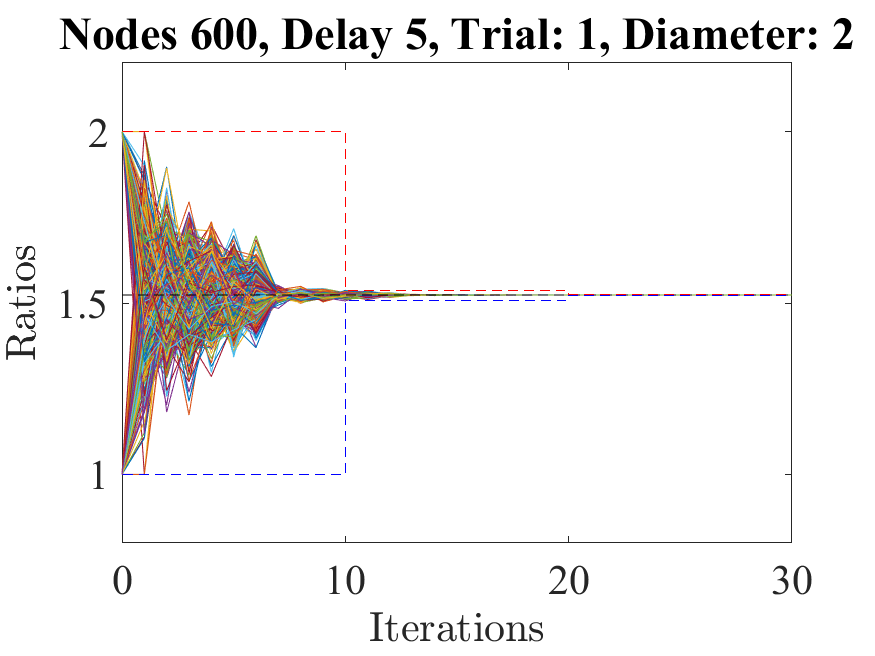 Nodes 600, Delay 5, Trial: 1, Diameter: 2
2
1.5
1
Ratios
0 10 20 30
Iterations